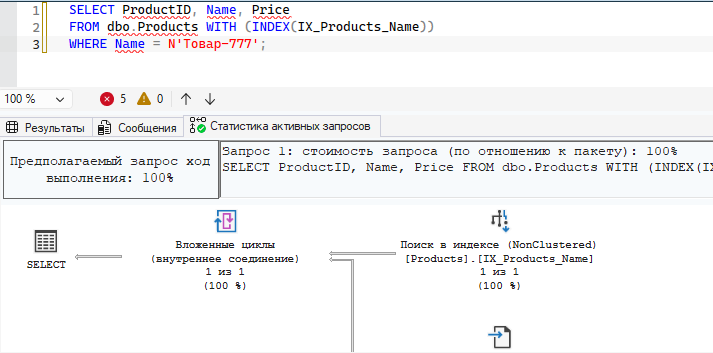 1 SELECT ProductID, Name, Price
2 FROM dbo.Products WITH (INDEX(IX_Products_Name))
3 WHERE Name = N'Товар-777';
100 % 5 0
Результаты Сообщения Статистика активных запросов
Предполагаемый запрос ход
выполнения: 100%
Запрос 1: стоимость запроса (по отношению к пакету): 100%
SELECT ProductID, Name, Price FROM dbo.Products WITH (INDEX(IX
SELECT
Вложенные циклы
(внутреннее соединение)
1 из 1
(100 %)
Поиск в индексе (NonClustered)
[Products].[IX_Products_Name]
1 из 1
(100 %)